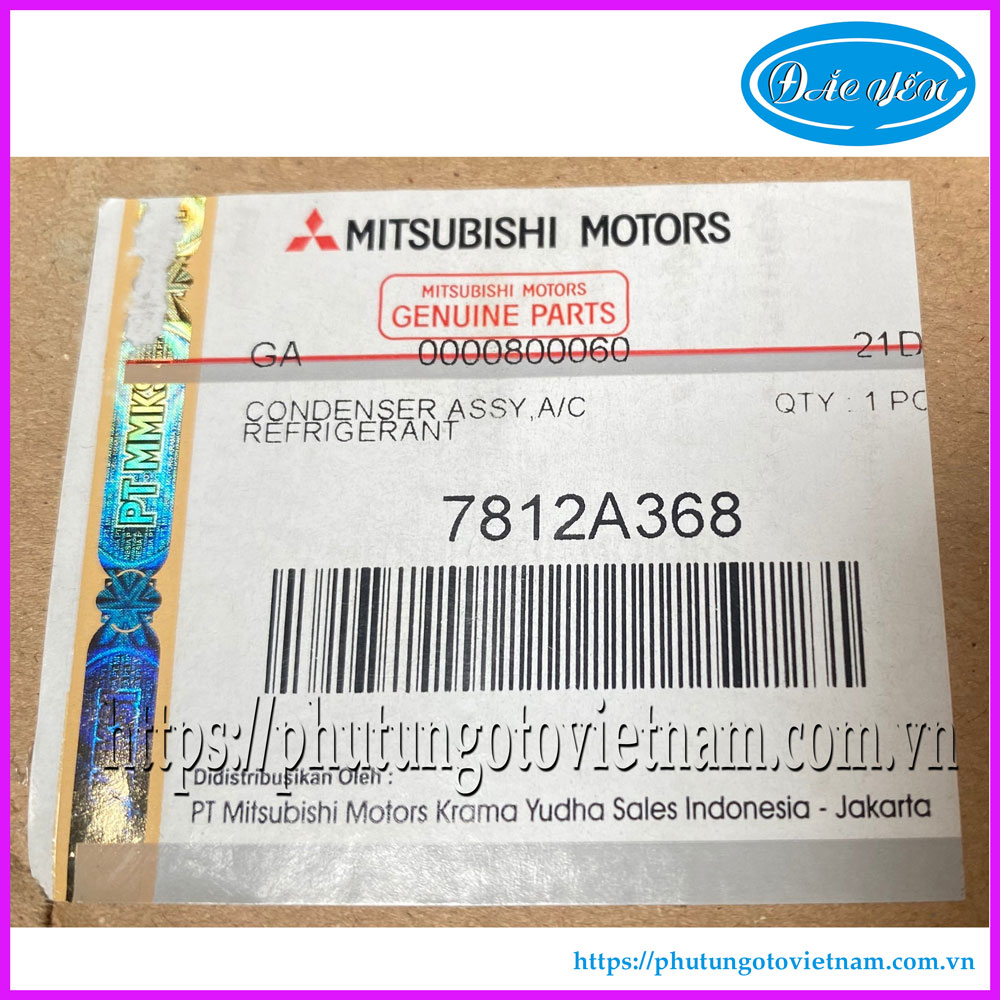 ĐẮC YẾN
MITSUBISHI MOTORS
MITSUBISHI MOTORS
GENUINE PARTS
GA 0000800060 21D
CONDENSER ASSY,A/C QTY : 1 PC
REFRIGERANT
7812A368
PT MMKS
https://phutungotovietnam.com.vn
Didistribusikan Oleh :
PT Mitsubishi Motors Krama Yudha Sales Indonesia - Jakarta
https://phutungotovietnam.com.vn